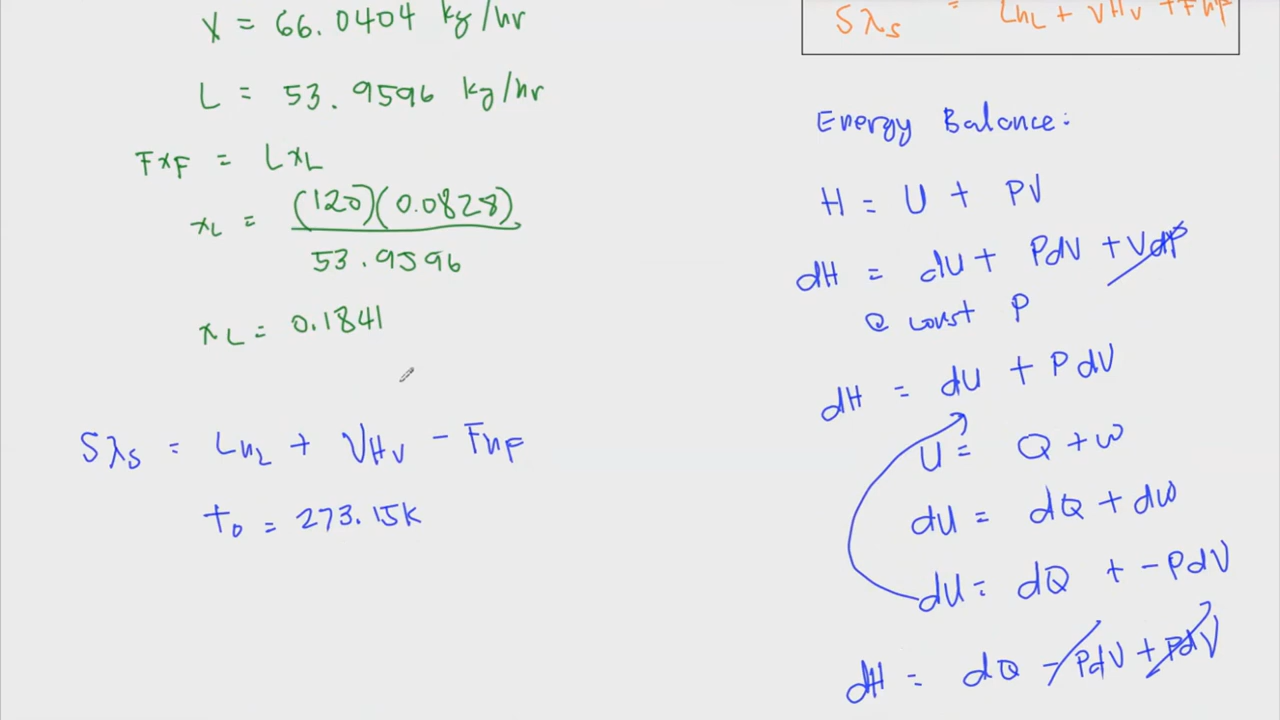 X = 66.0404 kg/hr
L = 53.9596 kg/hr
FxF = LxL
xL = (120)(0.0828)
53.9596
xL = 0.1841
Sλs = LhL + VHv - FhF
to = 273.15K
Sλs = LhL + VHv + FhF
Energy Balance:
H = U + PV
dH = dU + PdV + VdP
@ const P
dH = dU + PdV
U = Q + w
dU = dQ + dw
dU = dQ + -PdV
dH = dQ - PdV + PdV